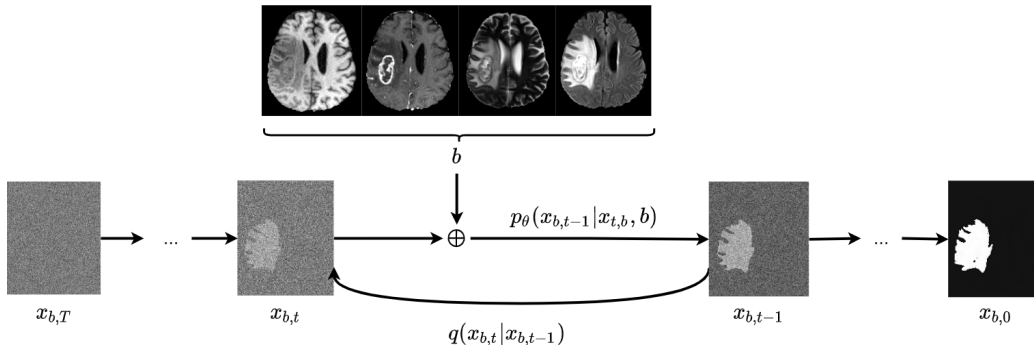 b
p_θ(x_{b,t−1}|x_{t,b}, b)
... ...
x_{b,T} x_{b,t} x_{b,t−1} x_{b,0}
q(x_{b,t}|x_{b,t−1})